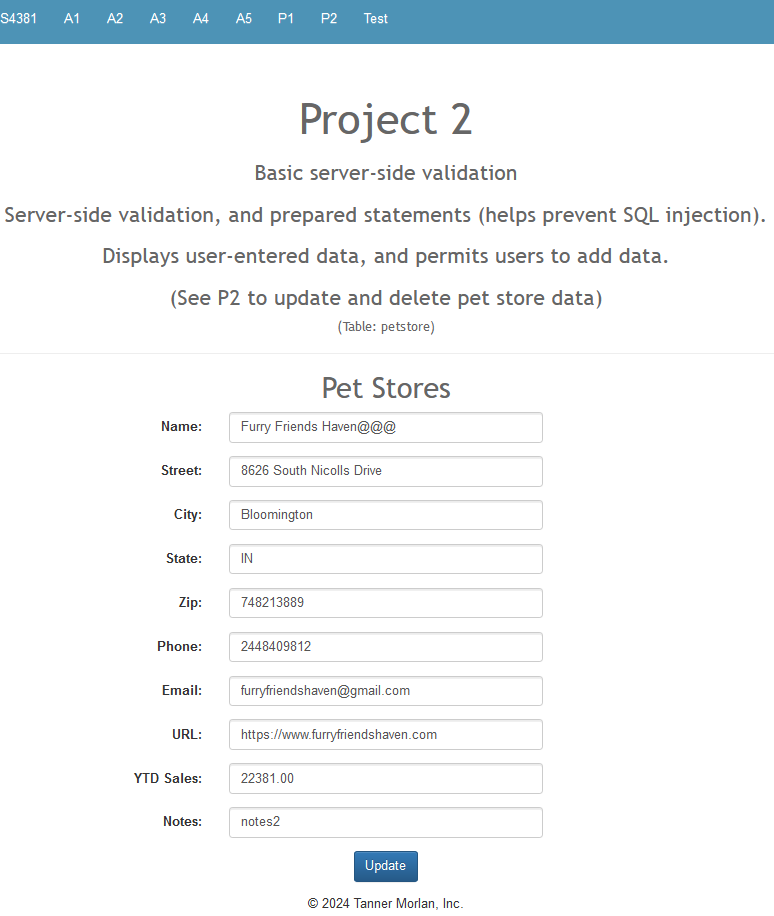 S4381 A1 A2 A3 A4 A5 P1 P2 Test
Project 2
Basic server-side validation
Server-side validation, and prepared statements (helps prevent SQL injection).
Displays user-entered data, and permits users to add data.
(See P2 to update and delete pet store data)
(Table: petstore)
Pet Stores
Name: Furry Friends Haven@@@
Street: 8626 South Nicolls Drive
City: Bloomington
State: IN
Zip: 748213889
Phone: 2448409812
Email: furryfriendshaven@gmail.com
URL: https://www.furryfriendshaven.com
YTD Sales: 22381.00
Notes: notes2
Update
© 2024 Tanner Morlan, Inc.